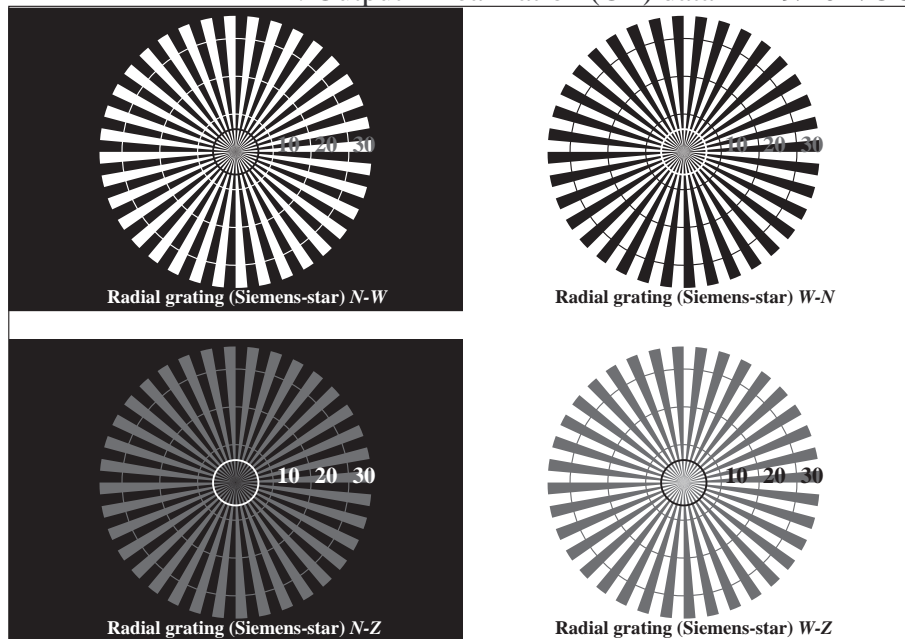 10 20 30
10 20 30
Radial grating (Siemens-star) N-W
Radial grating (Siemens-star) W-N
10 20 30
10 20 30
Radial grating (Siemens-star) N-Z
Radial grating (Siemens-star) W-Z